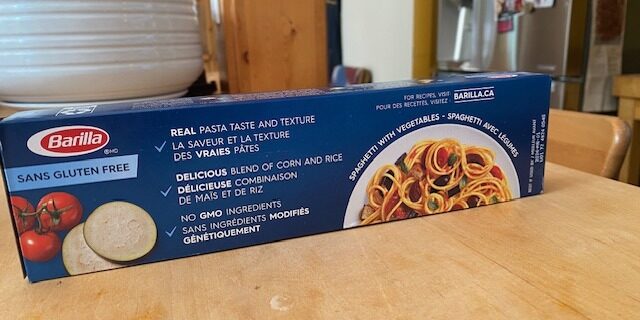 Barilla
SANS GLUTEN FREE
REAL PASTA TASTE AND TEXTURE
LA SAVEUR ET LA TEXTURE
DES VRAIES PÂTES
DELICIOUS BLEND OF CORN AND RICE
DÉLICIEUSE COMBINAISON
DE MAÏS ET DE RIZ
NO GMO INGREDIENTS
SANS INGRÉDIENTS MODIFIÉS
GÉNÉTIQUEMENT
FOR RECIPES, VISIT
POUR DES RECETTES, VISITEZ
BARILLA.CA
SPAGHETTI WITH VEGETABLES - SPAGHETTI AVEC LÉGUMES